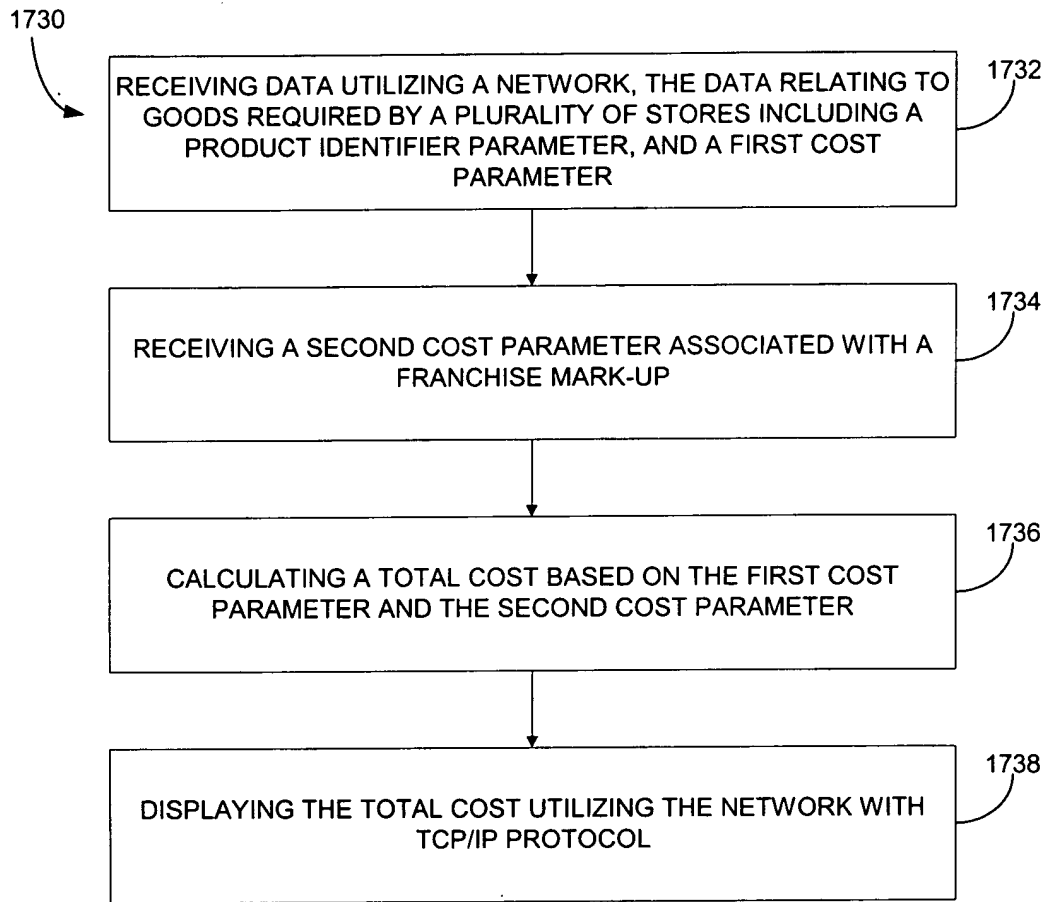 1730
1732
RECEIVING DATA UTILIZING A NETWORK, THE DATA RELATING TO
GOODS REQUIRED BY A PLURALITY OF STORES INCLUDING A
PRODUCT IDENTIFIER PARAMETER, AND A FIRST COST
PARAMETER
1734
RECEIVING A SECOND COST PARAMETER ASSOCIATED WITH A
FRANCHISE MARK-UP
1736
CALCULATING A TOTAL COST BASED ON THE FIRST COST
PARAMETER AND THE SECOND COST PARAMETER
1738
DISPLAYING THE TOTAL COST UTILIZING THE NETWORK WITH
TCP/IP PROTOCOL